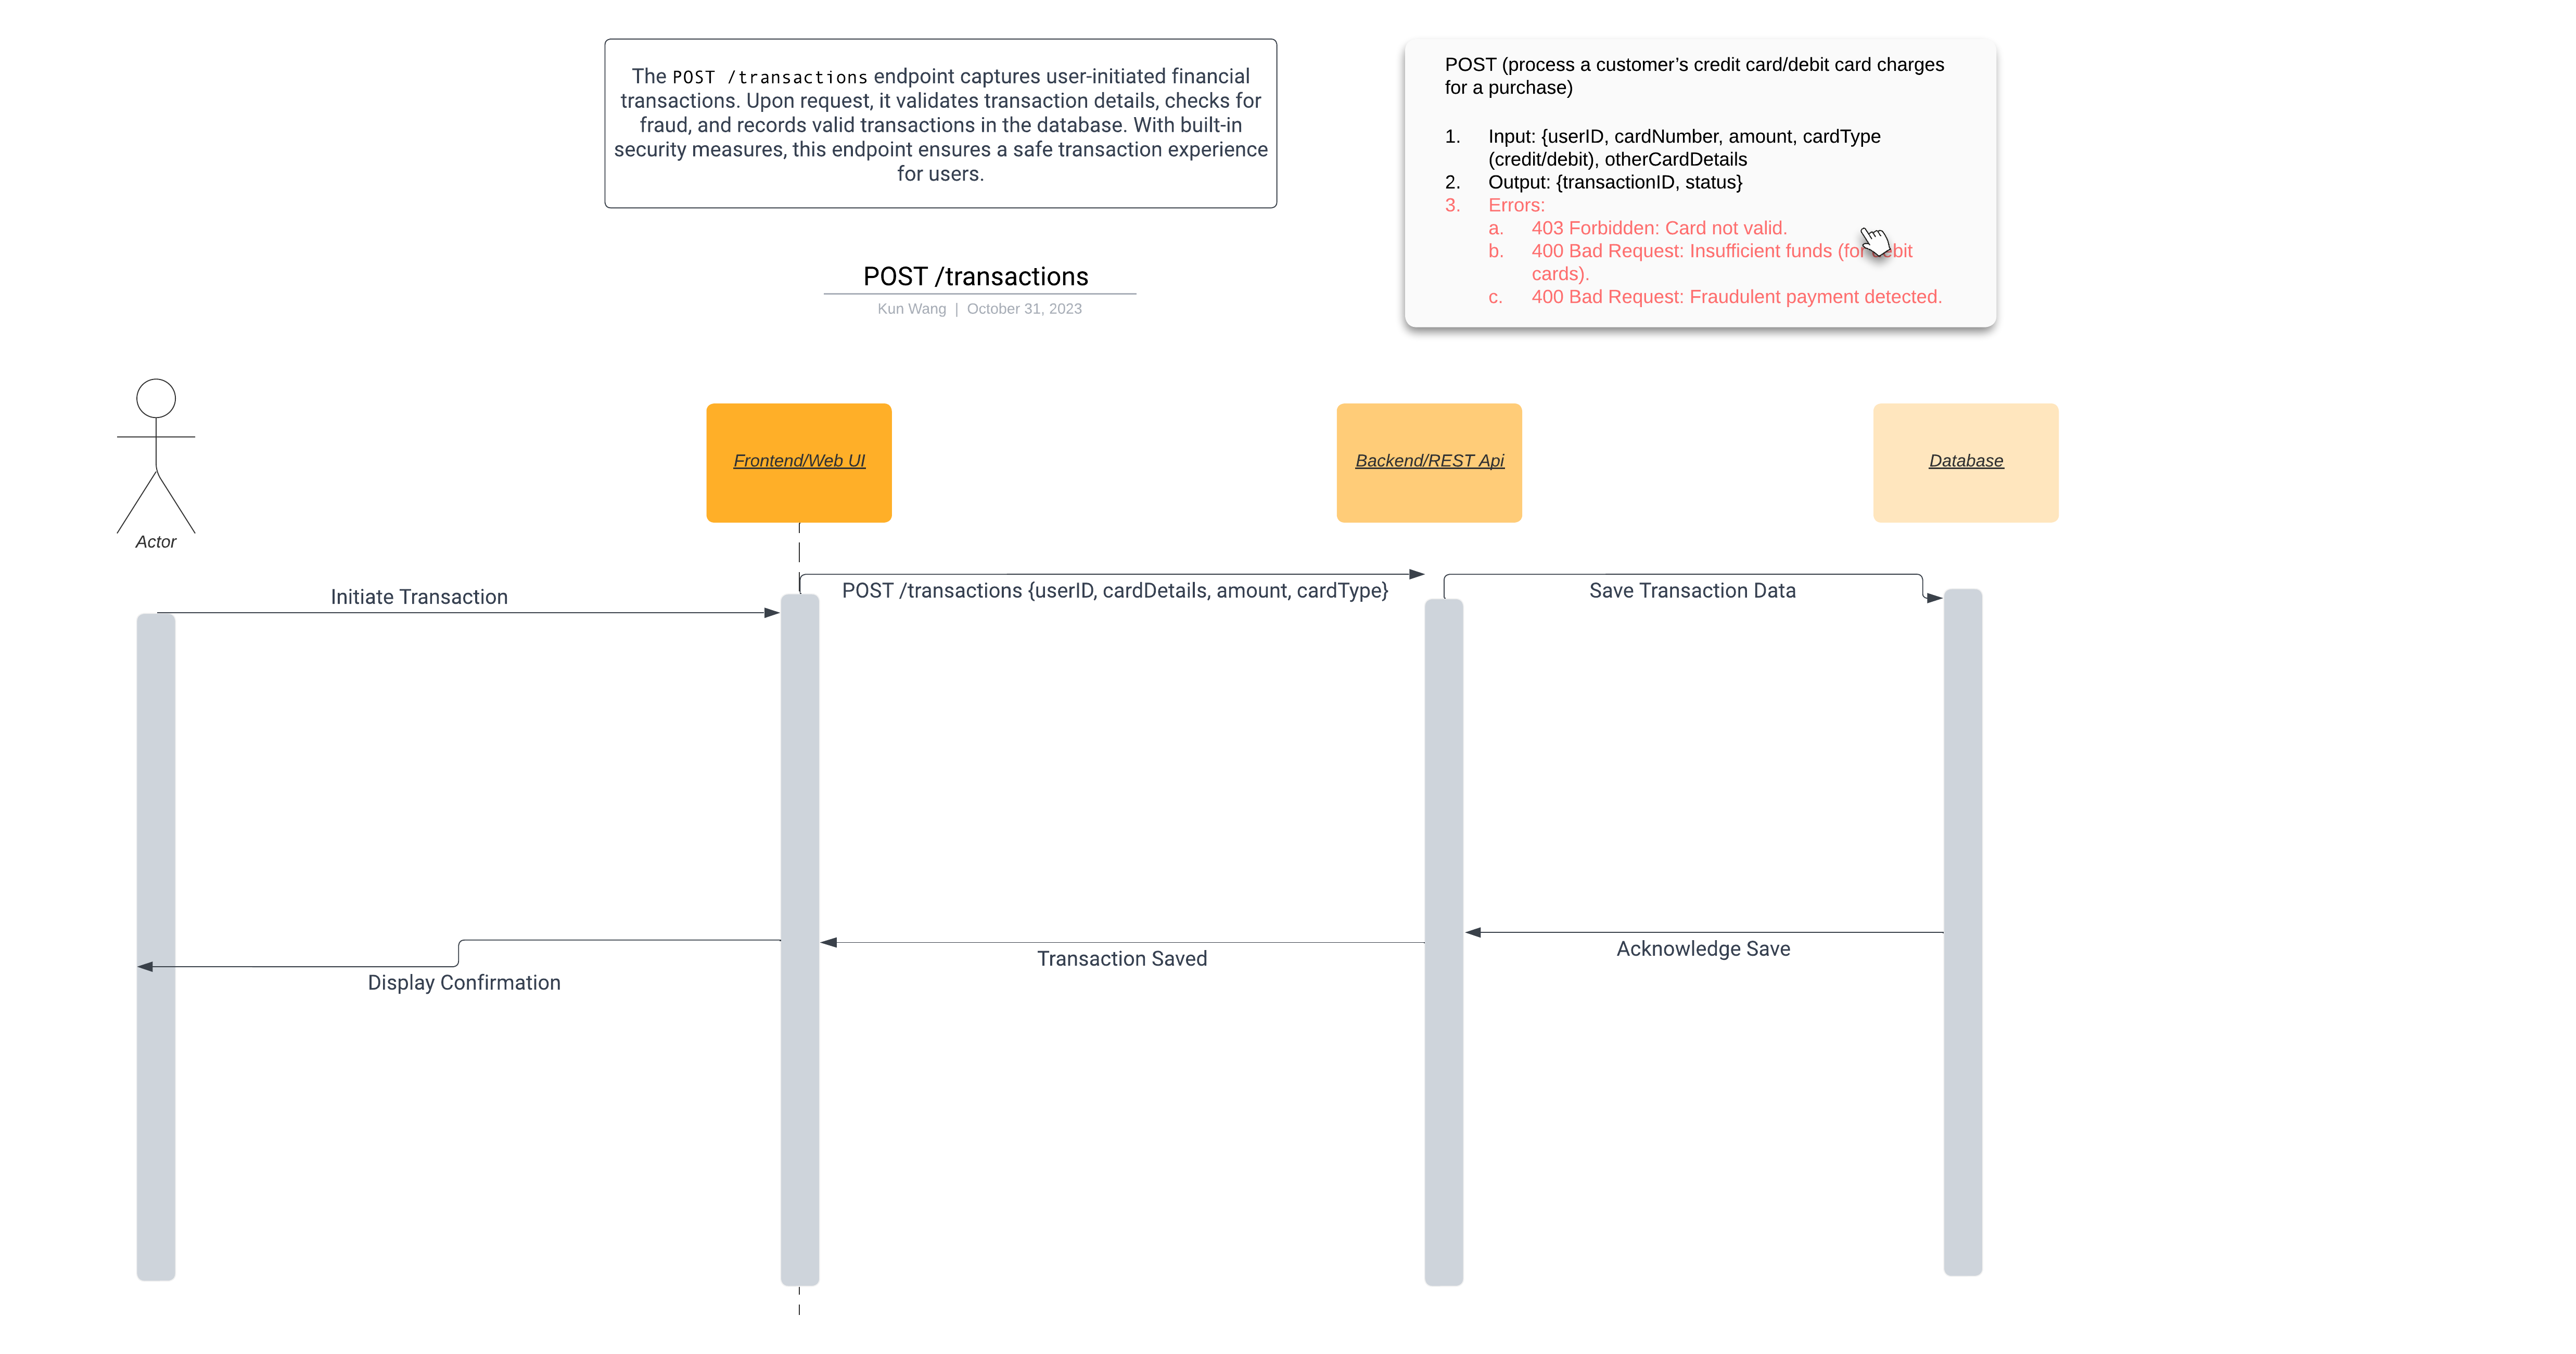 The POST /transactions endpoint captures user-initiated financial
transactions. Upon request, it validates transaction details, checks for
fraud, and records valid transactions in the database. With built-in
security measures, this endpoint ensures a safe transaction experience
for users.
POST (process a customer’s credit card/debit card charges
for a purchase)
1. Input: {userID, cardNumber, amount, cardType
(credit/debit), otherCardDetails
2. Output: {transactionID, status}
3. Errors:
a. 403 Forbidden: Card not valid.
b. 400 Bad Request: Insufficient funds (for debit
cards).
c. 400 Bad Request: Fraudulent payment detected.
POST /transactions
Kun Wang | October 31, 2023
Actor
Frontend/Web UI
Backend/REST Api
Database
Initiate Transaction
POST /transactions {userID, cardDetails, amount, cardType}
Save Transaction Data
Acknowledge Save
Transaction Saved
Display Confirmation